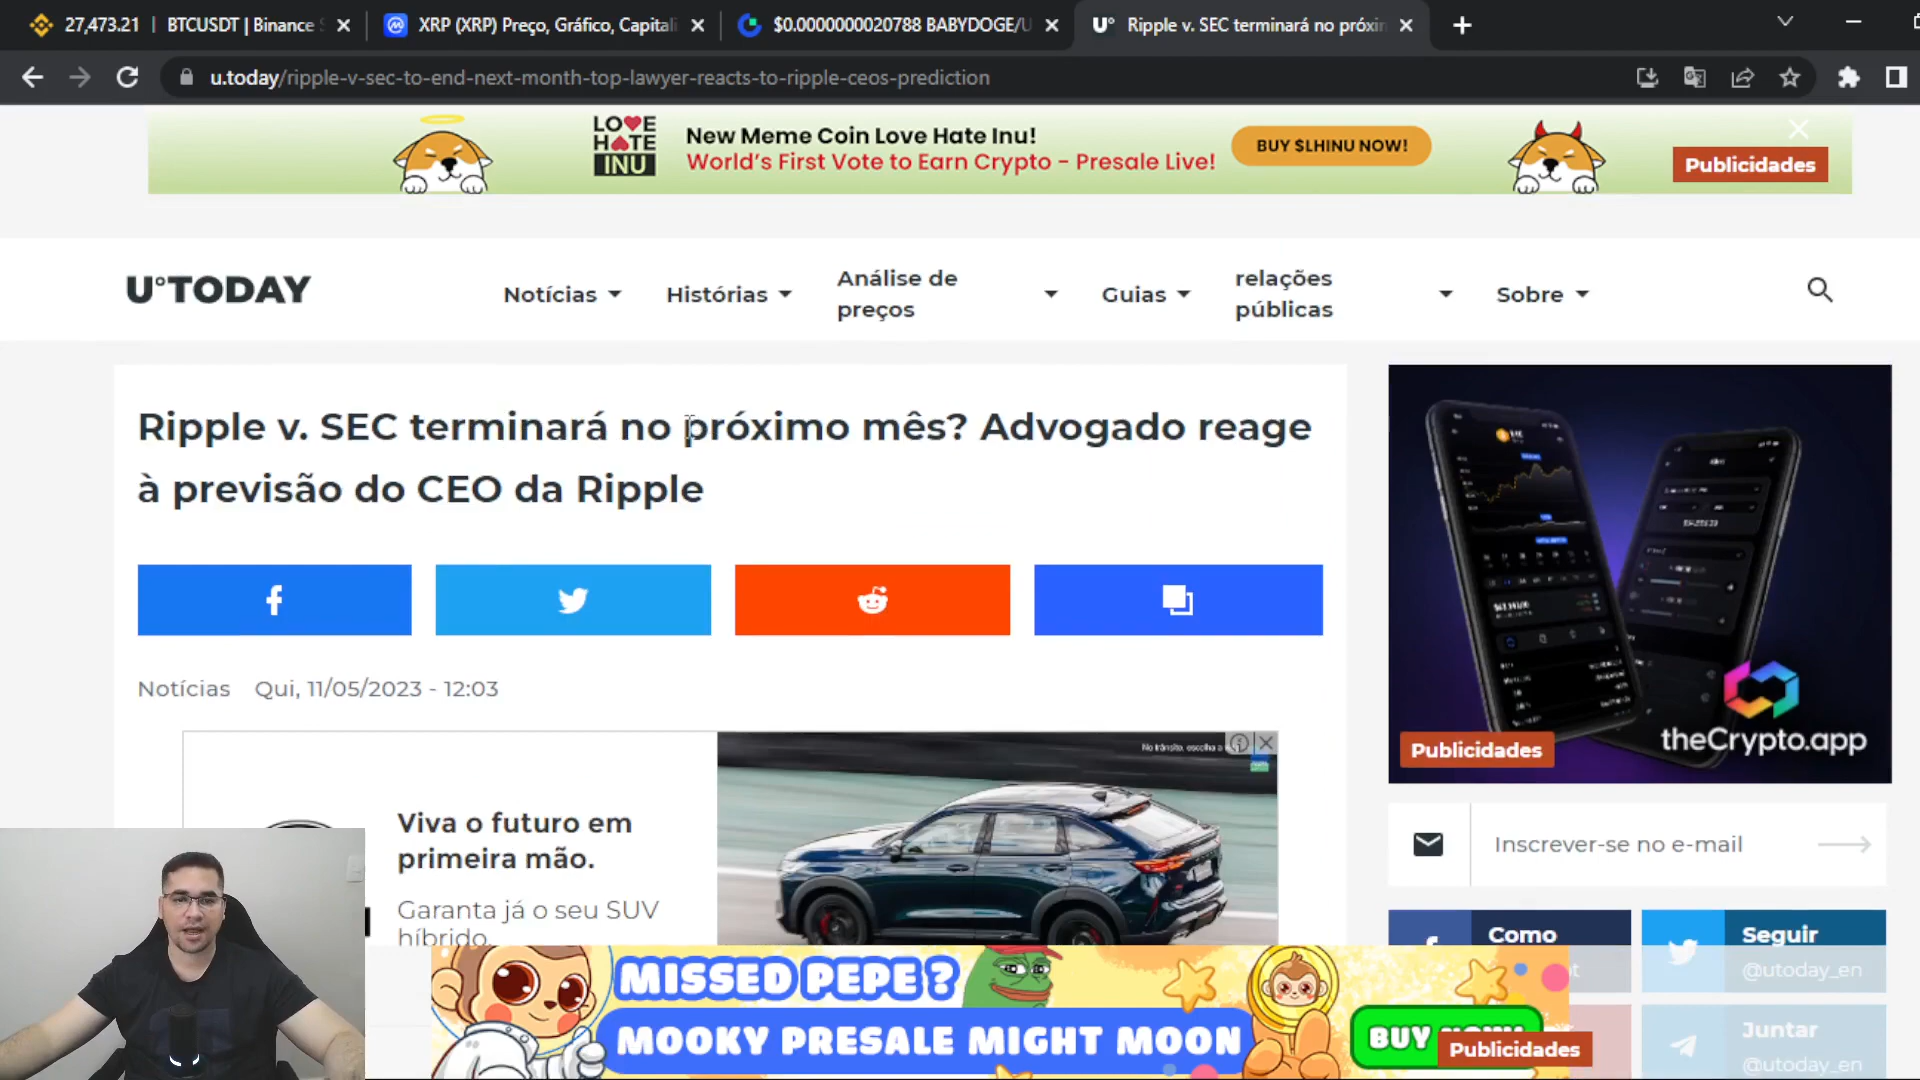 27,473.21 | BTCUSDT | Binance S
XRP (XRP) Preço, Gráfico, Capitali
$0.0000000020788 BABYDOGE/U
U° Ripple v. SEC terminará no próxin
u.today/ripple-v-sec-to-end-next-month-top-lawyer-reacts-to-ripple-ceos-prediction
LOVE
HATE
INU
New Meme Coin Love Hate Inu!
World's First Vote to Earn Crypto - Presale Live!
BUY $LHINU NOW!
Publicidades
U°TODAY
Notícias
Histórias
Análise de
preços
Guias
relações
públicas
Sobre
Ripple v. SEC terminará no próximo mês? Advogado reage
à previsão do CEO da Ripple
Notícias Qui, 11/05/2023 - 12:03
No trânsito, escolha a
Viva o futuro em
primeira mão.
Garanta já o seu SUV
híbrido.
Publicidades
theCrypto.app
Inscrever-se no e-mail
Como
Seguir
@utoday_en
Juntar
@utoday_en
MISSED PEPE?
MOOKY PRESALE MIGHT MOON
BUY NOW!
Publicidades